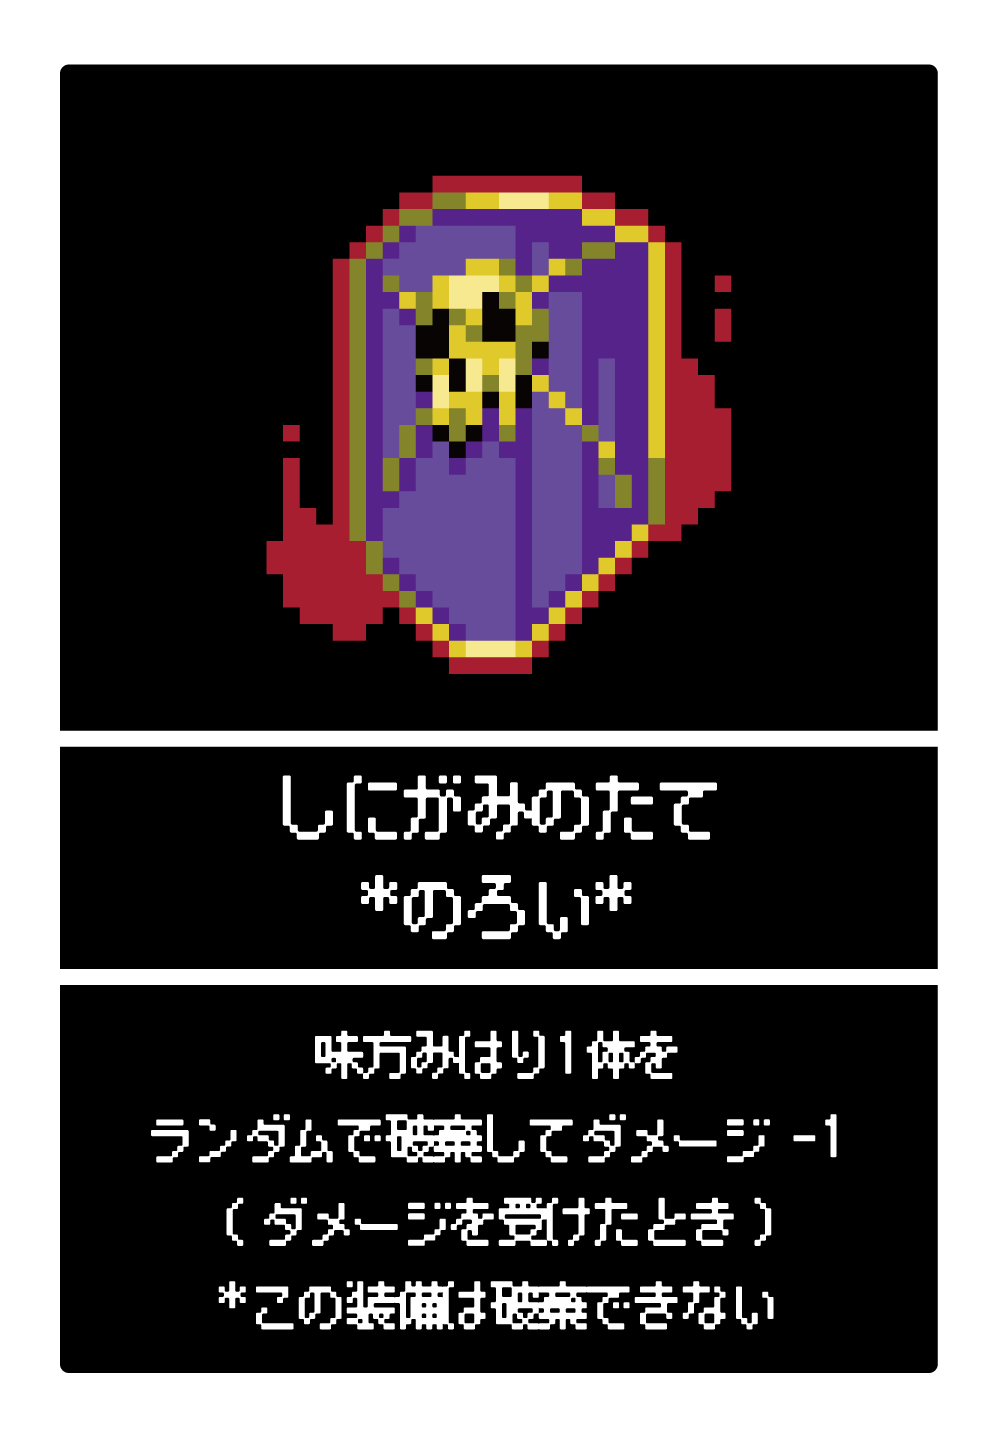 しにがみのたて
*のろい*
味方みはり1体を
ランダムで破棄してダメージ -1
( ダメージを受けたとき )
*この装備は破棄できない